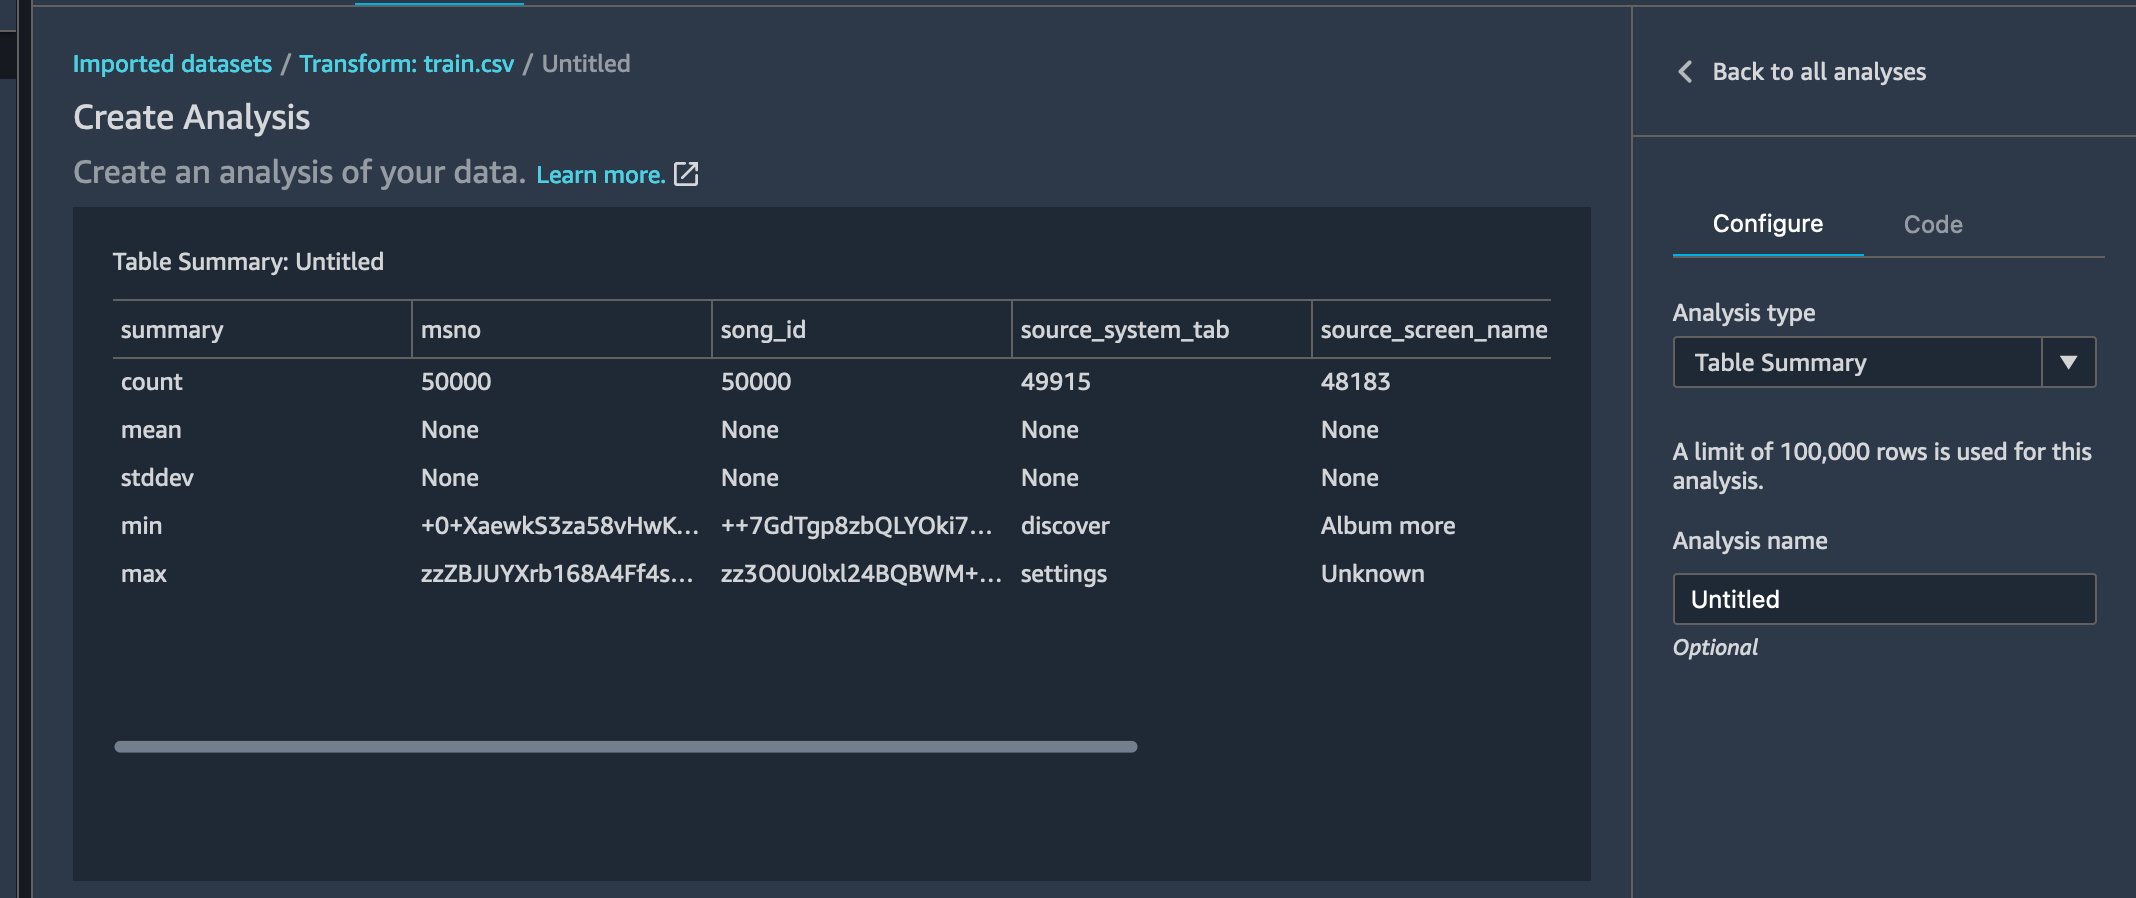 Imported datasets / Transform: train.csv / Untitled
Create Analysis
Create an analysis of your data. Learn more.
Table Summary: Untitled
summary msno song_id source_system_tab source_screen_name
count 50000 50000 49915 48183
mean None None None None
stddev None None None None
min +0+XaewkS3za58vHwK... ++7GdTgp8zbQLYOki7... discover Album more
max zzZBJUYXrb168A4Ff4s... zz3O0U0lxl24BQBWM+... settings Unknown
Back to all analyses
Configure Code
Analysis type
Table Summary
A limit of 100,000 rows is used for this
analysis.
Analysis name
Untitled
Optional